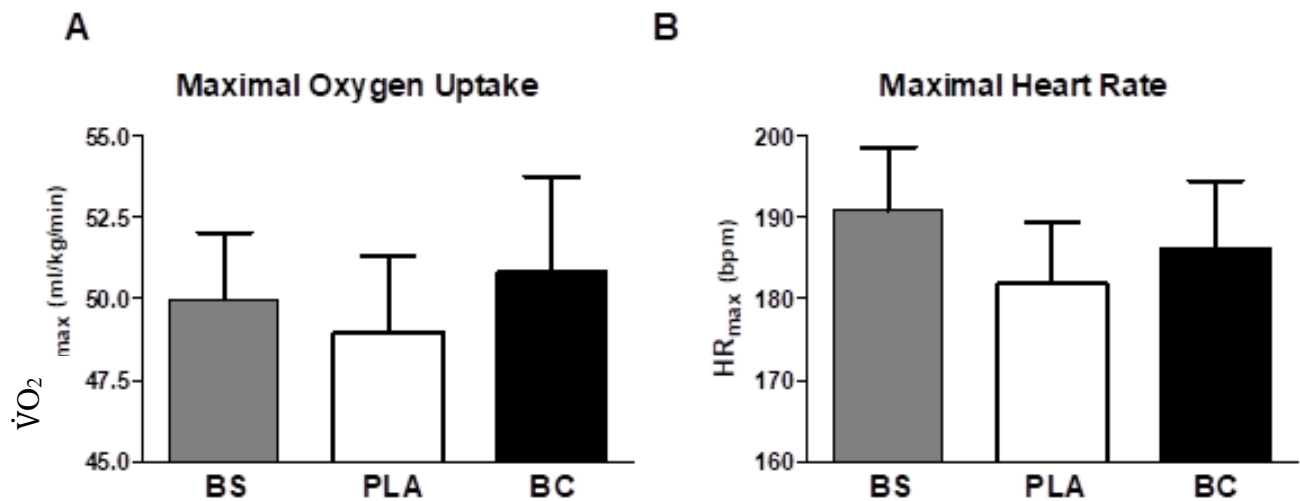 A
Maximal Oxygen Uptake
V̇O₂ max (ml/kg/min)
55.0
52.5
50.0
47.5
45.0
BS PLA BC
B
Maximal Heart Rate
HRmax (bpm)
200
190
180
170
160
BS PLA BC